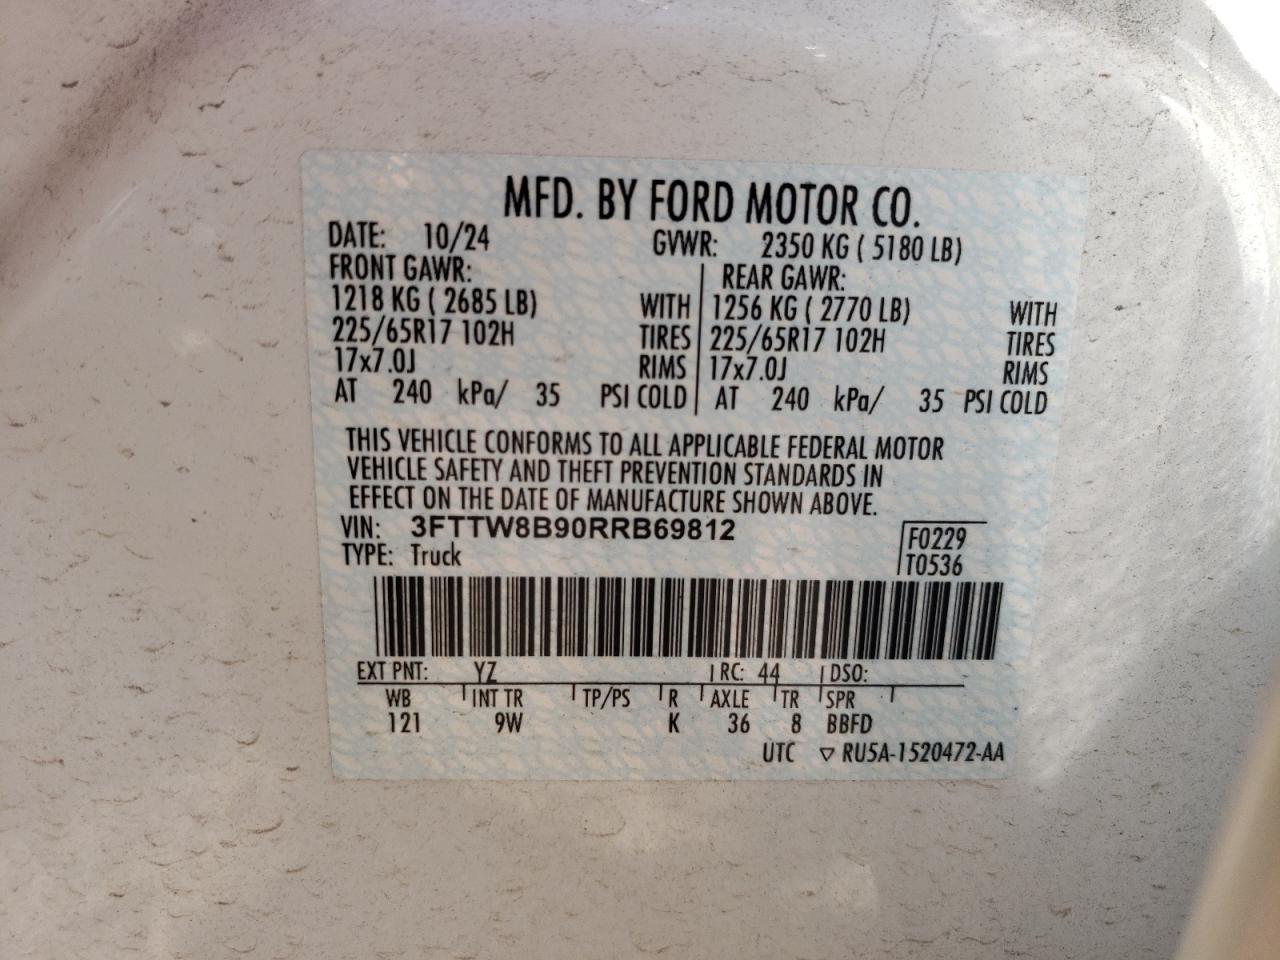 MFD. BY FORD MOTOR CO.
DATE: 10/24 GVWR: 2350 KG ( 5180 LB)
FRONT GAWR: REAR GAWR:
1218 KG ( 2685 LB) WITH 1256 KG ( 2770 LB) WITH
225/65R17 102H TIRES 225/65R17 102H TIRES
17x7.0J RIMS 17x7.0J RIMS
AT 240 kPa/ 35 PSI COLD AT 240 kPa/ 35 PSI COLD
THIS VEHICLE CONFORMS TO ALL APPLICABLE FEDERAL MOTOR
VEHICLE SAFETY AND THEFT PREVENTION STANDARDS IN
EFFECT ON THE DATE OF MANUFACTURE SHOWN ABOVE.
VIN: 3FTTW8B90RRB69812
F0229
TYPE: Truck T0536
EXT PNT: YZ RC: 44 DSO:
WB INT TR TP/PS R AXLE TR SPR
121 9W K 36 8 BBFD
UTC ▽ RU5A-1520472-AA